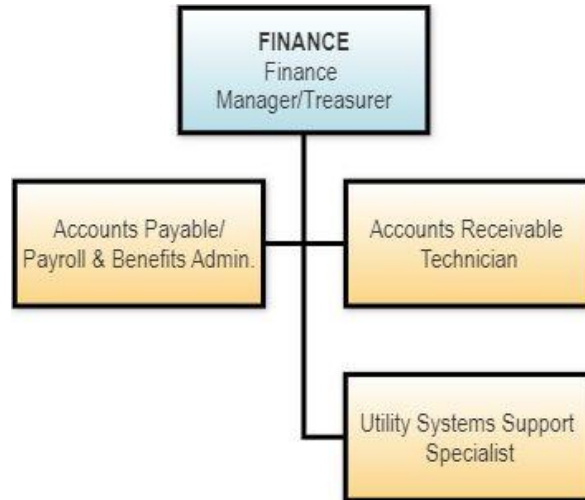 FINANCE
Finance
Manager/Treasurer
Accounts Payable/
Payroll & Benefits Admin.
Accounts Receivable
Technician
Utility Systems Support
Specialist